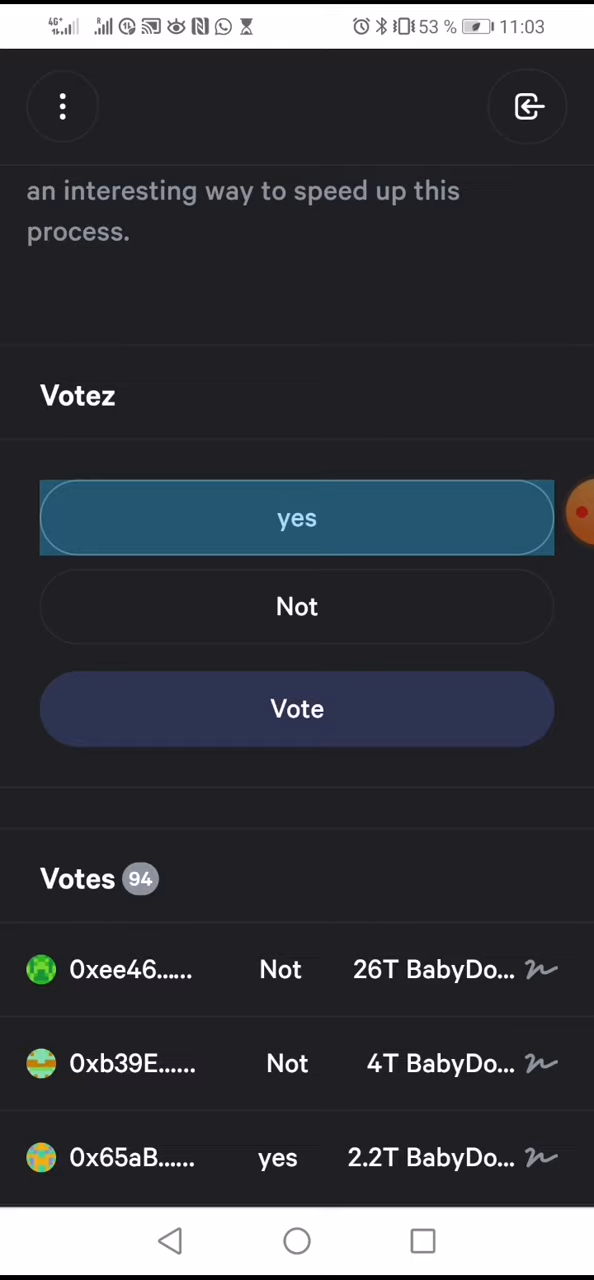 4G+ R 53 % 11:03
an interesting way to speed up this
process.
Votez
yes
Not
Vote
Votes 94
0xee46...... Not 26T BabyDo...
0xb39E...... Not 4T BabyDo...
0x65aB...... yes 2.2T BabyDo...